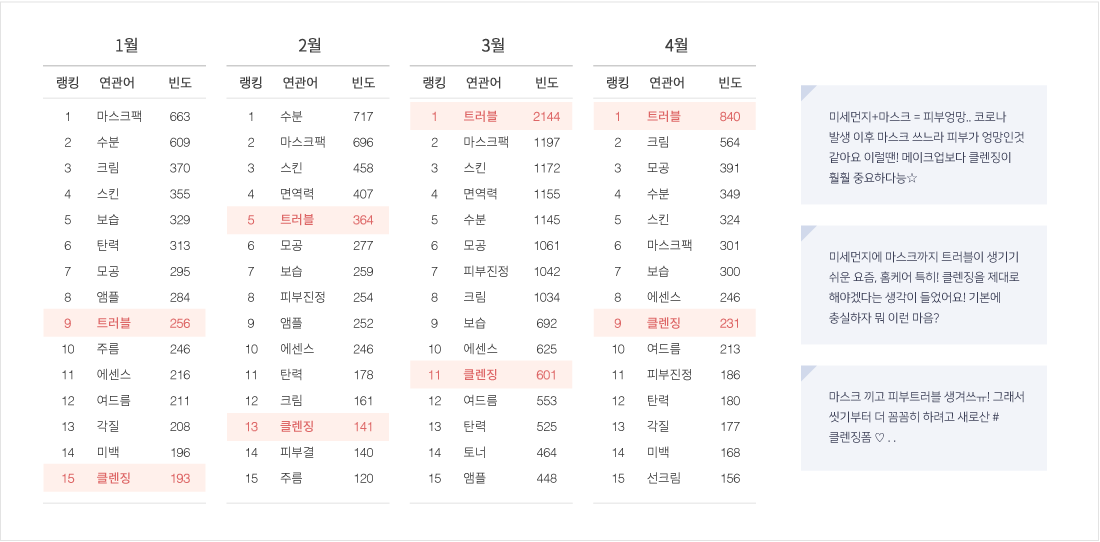 1월
랭킹 연관어 빈도
1 마스크팩 663
2 수분 609
3 크림 370
4 스킨 355
5 보습 329
6 탄력 313
7 모공 295
8 앰플 284
9 트러블 256
10 주름 246
11 에센스 216
12 여드름 211
13 각질 208
14 미백 196
15 클렌징 193
2월
랭킹 연관어 빈도
1 수분 717
2 마스크팩 696
3 스킨 458
4 면역력 407
5 트러블 364
6 모공 277
7 보습 259
8 피부진정 254
9 앰플 252
10 에센스 246
11 탄력 178
12 크림 161
13 클렌징 141
14 피부결 140
15 주름 120
3월
랭킹 연관어 빈도
1 트러블 2144
2 마스크팩 1197
3 스킨 1172
4 면역력 1155
5 수분 1145
6 모공 1061
7 피부진정 1042
8 크림 1034
9 보습 692
10 에센스 625
11 클렌징 601
12 여드름 553
13 탄력 525
14 토너 464
15 앰플 448
4월
랭킹 연관어 빈도
1 트러블 840
2 크림 564
3 모공 391
4 수분 349
5 스킨 324
6 마스크팩 301
7 보습 300
8 에센스 246
9 클렌징 231
10 여드름 213
11 피부진정 186
12 탄력 180
13 각질 177
14 미백 168
15 선크림 156
미세먼지+마스크 = 피부엉망.. 코로나
발생 이후 마스크 쓰느라 피부가 엉망인것
같아요 이럴땐! 메이크업보다 클렌징이
훨훨 중요하다능☆
미세먼지에 마스크까지 트러블이 생기기
쉬운 요즘, 홈케어 특히! 클렌징을 제대로
해야겠다는 생각이 들었어요! 기본에
충실하자 뭐 이런 마음?
마스크 끼고 피부트러블 생겨쓰ㅠ! 그래서
씻기부터 더 꼼꼼히 하려고 새로산 #
클렌징폼 ♡ . .